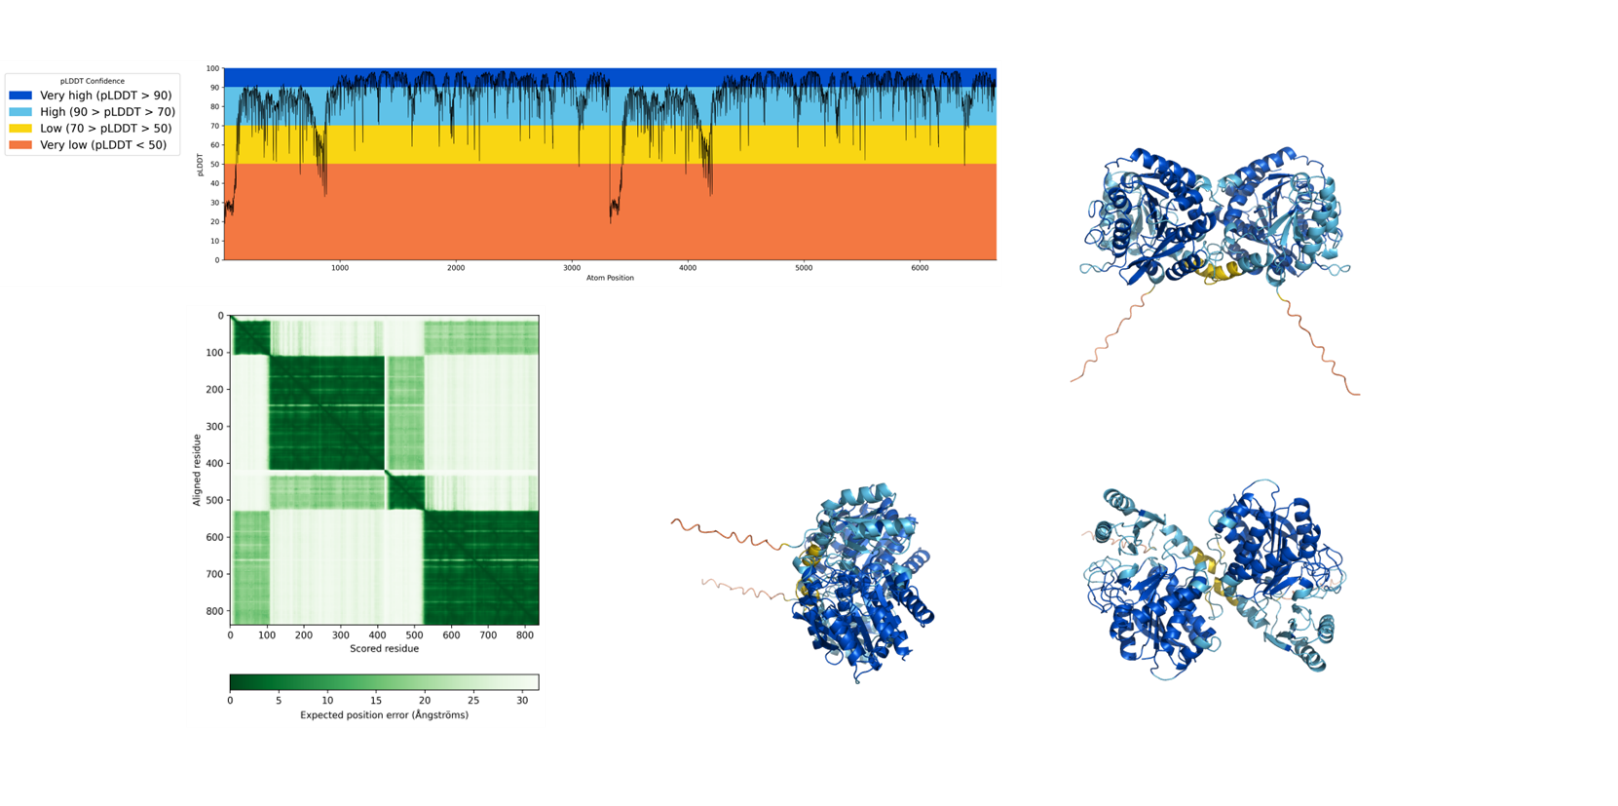 pLDDT Confidence
Very high (pLDDT > 90)
High (90 > pLDDT > 70)
Low (70 > pLDDT > 50)
Very low (pLDDT < 50)
100
90
80
70
60
50
40
30
20
10
0
pLDDT
1000 2000 3000 4000 5000 6000
Atom Position
0
100
200
300
400
500
600
700
800
Aligned residue
0 100 200 300 400 500 600 700 800
Scored residue
0 5 10 15 20 25 30
Expected position error (Ångströms)